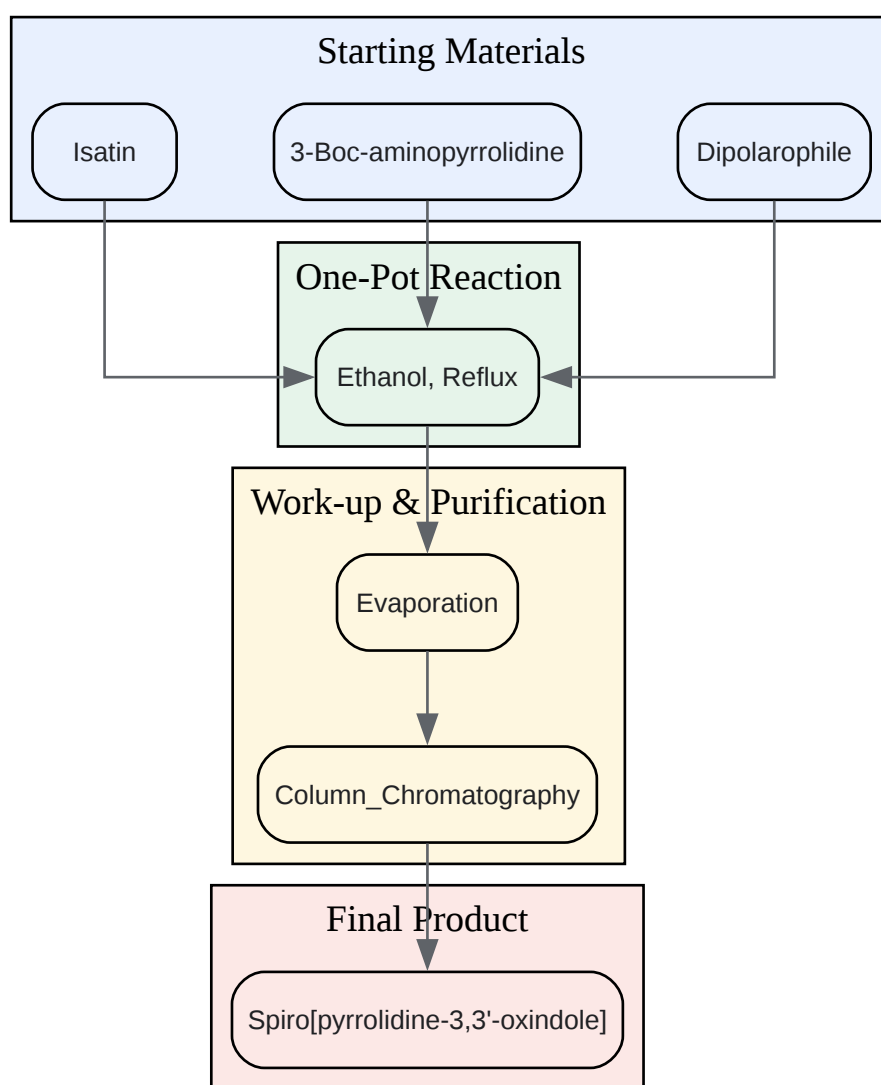 Starting Materials
Isatin
3-Boc-aminopyrrolidine
Dipolarophile
One-Pot Reaction
Ethanol, Reflux
Work-up & Purification
Evaporation
Column_Chromatography
Final Product
Spiro[pyrrolidine-3,3'-oxindole]